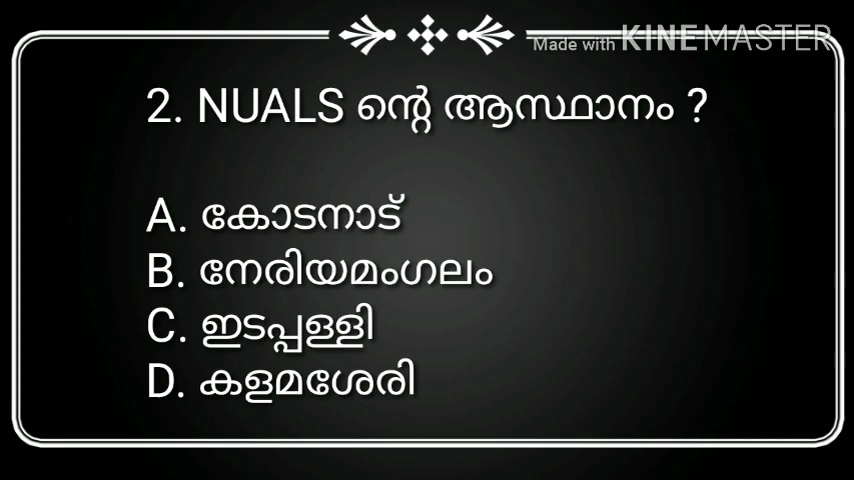 Made with KINEMASTER
2. NUALS ന്റെ ആസ്ഥാനം ?
A. കോടനാട്
B. നേരിയമംഗലം
C. ഇടപ്പള്ളി
D. കളമശേരി